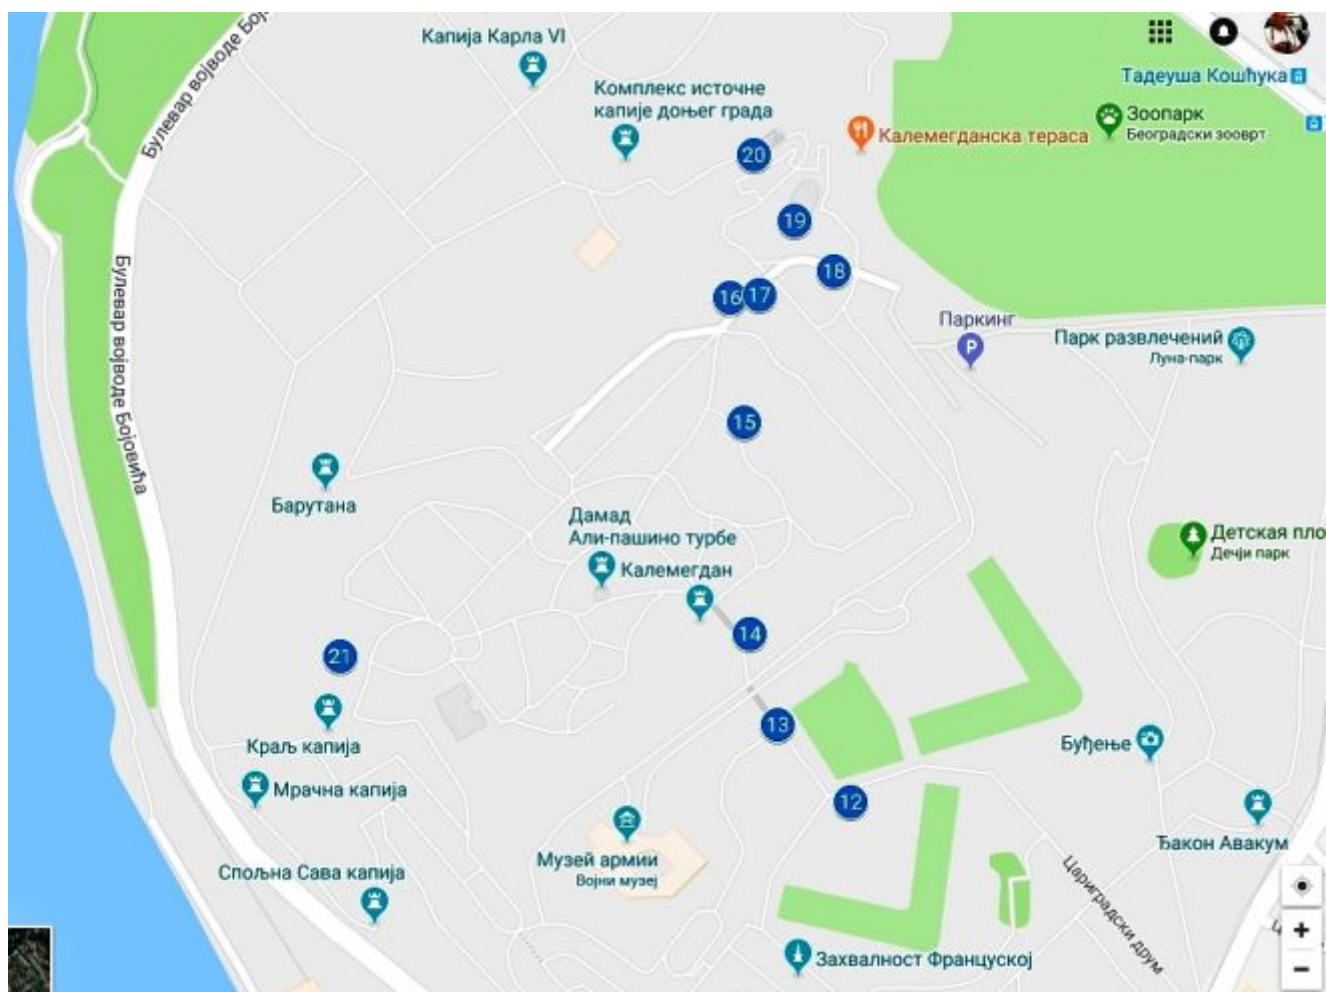 Капија Карла VI
Булевар војводе Бој
Тадеуша Кошћука
Комплекс источне
капије доњег града
Зоопарк
Београдски зооврт
Калемегданска тераса
20
19
18
16
17
Булевар војводе Бојовића
Паркинг
P
Парк развлечений
Луна-парк
15
Барутана
Дамад
Али-пашино турбе
Калемегдан
Детская пло
Дечји парк
14
21
13
Краљ капија
Буђење
Мрачна капија
12
Музей армии
Војни музеј
Ђакон Авакум
Спољна Сава капија
Цариградски друм
Захвалност Француској
+
−